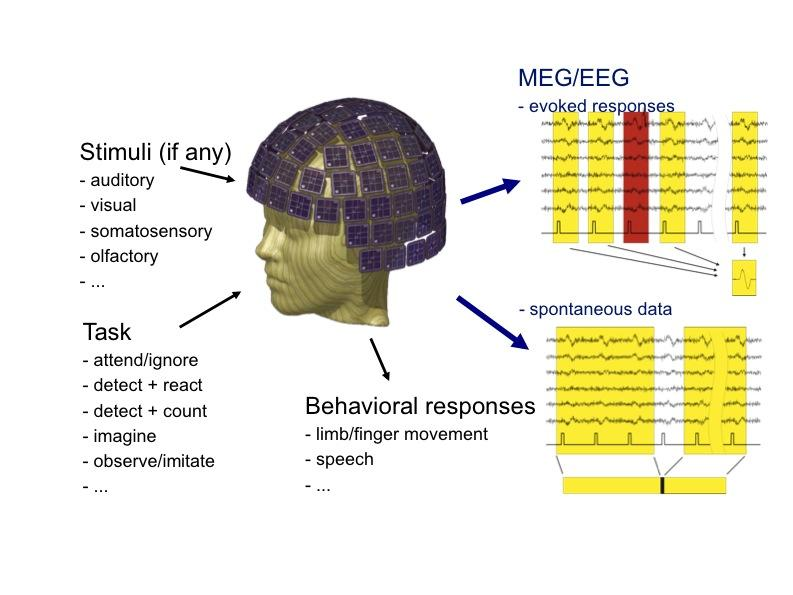 MEG/EEG
- evoked responses
Stimuli (if any)
- auditory
- visual
- somatosensory
- olfactory
- ...
- spontaneous data
Task
- attend/ignore
- detect + react
- detect + count
- imagine
- observe/imitate
- ...
Behavioral responses
- limb/finger movement
- speech
- ...